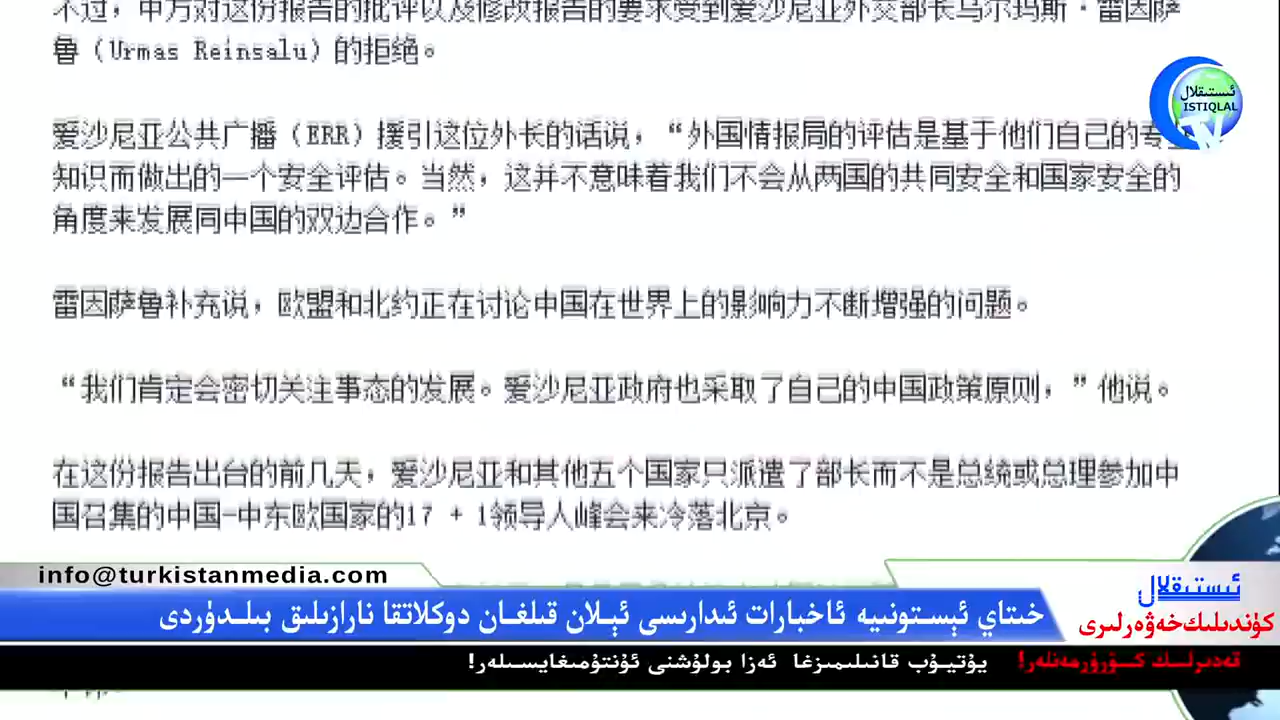 不过，中方对这份报告的批评以及修改报告的要求受到爱沙尼亚外交部长乌尔玛斯·雷因萨
鲁（Urmas Reinsalu）的拒绝。
爱沙尼亚公共广播（ERR）援引这位外长的话说，“外国情报局的评估是基于他们自己的专业
知识而做出的一个安全评估。当然，这并不意味着我们不会从两国的共同安全和国家安全的
角度来发展同中国的双边合作。”
雷因萨鲁补充说，欧盟和北约正在讨论中国在世界上的影响力不断增强的问题。
“我们肯定会密切关注事态的发展。爱沙尼亚政府也采取了自己的中国政策原则，”他说。
在这份报告出台的前几天，爱沙尼亚和其他五个国家只派遣了部长而不是总统或总理参加中
国召集的中国-中东欧国家的17 + 1领导人峰会来冷落北京。
ئىستىقلال
ISTIQLAL
TV
info@turkistanmedia.com
خىتاي ئېستونىيە ئاخبارات ئىدارىسى ئېلان قىلغان دوكلاتقا نارازىلىق بىلدۈردى
ئىستىقلال
كۈندىلىك خەۋەرلىرى
قەدىرلىك كۆرۈرمەنلەر!
يۇتيۇب قانىلىمىزغا ئەزا بولۇشنى ئۇنتۇمىغايسىلەر!